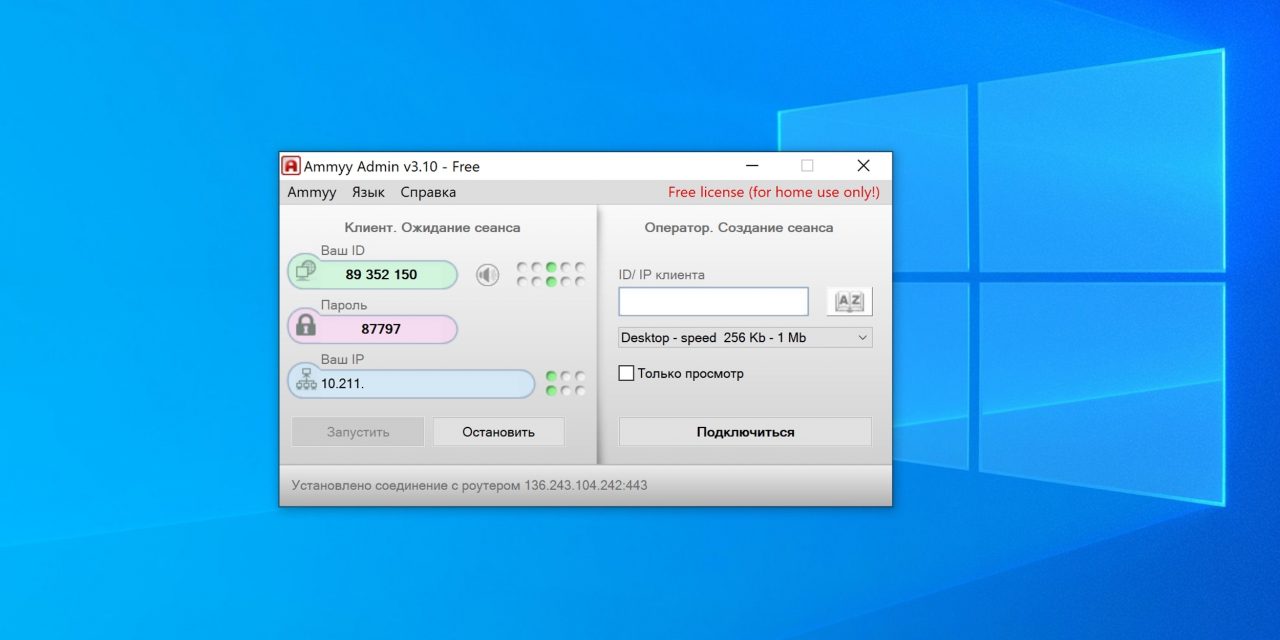 Ammyy Admin v3.10 - Free
Ammyy Язык Справка Free license (for home use only!)
Клиент. Ожидание сеанса
Ваш ID
89 352 150
Пароль
87797
Ваш IP
10.211.
Запустить Остановить
Оператор. Создание сеанса
ID/ IP клиента
AZ
Desktop - speed 256 Kb - 1 Mb
Только просмотр
Подключиться
Установлено соединение с роутером 136.243.104.242:443